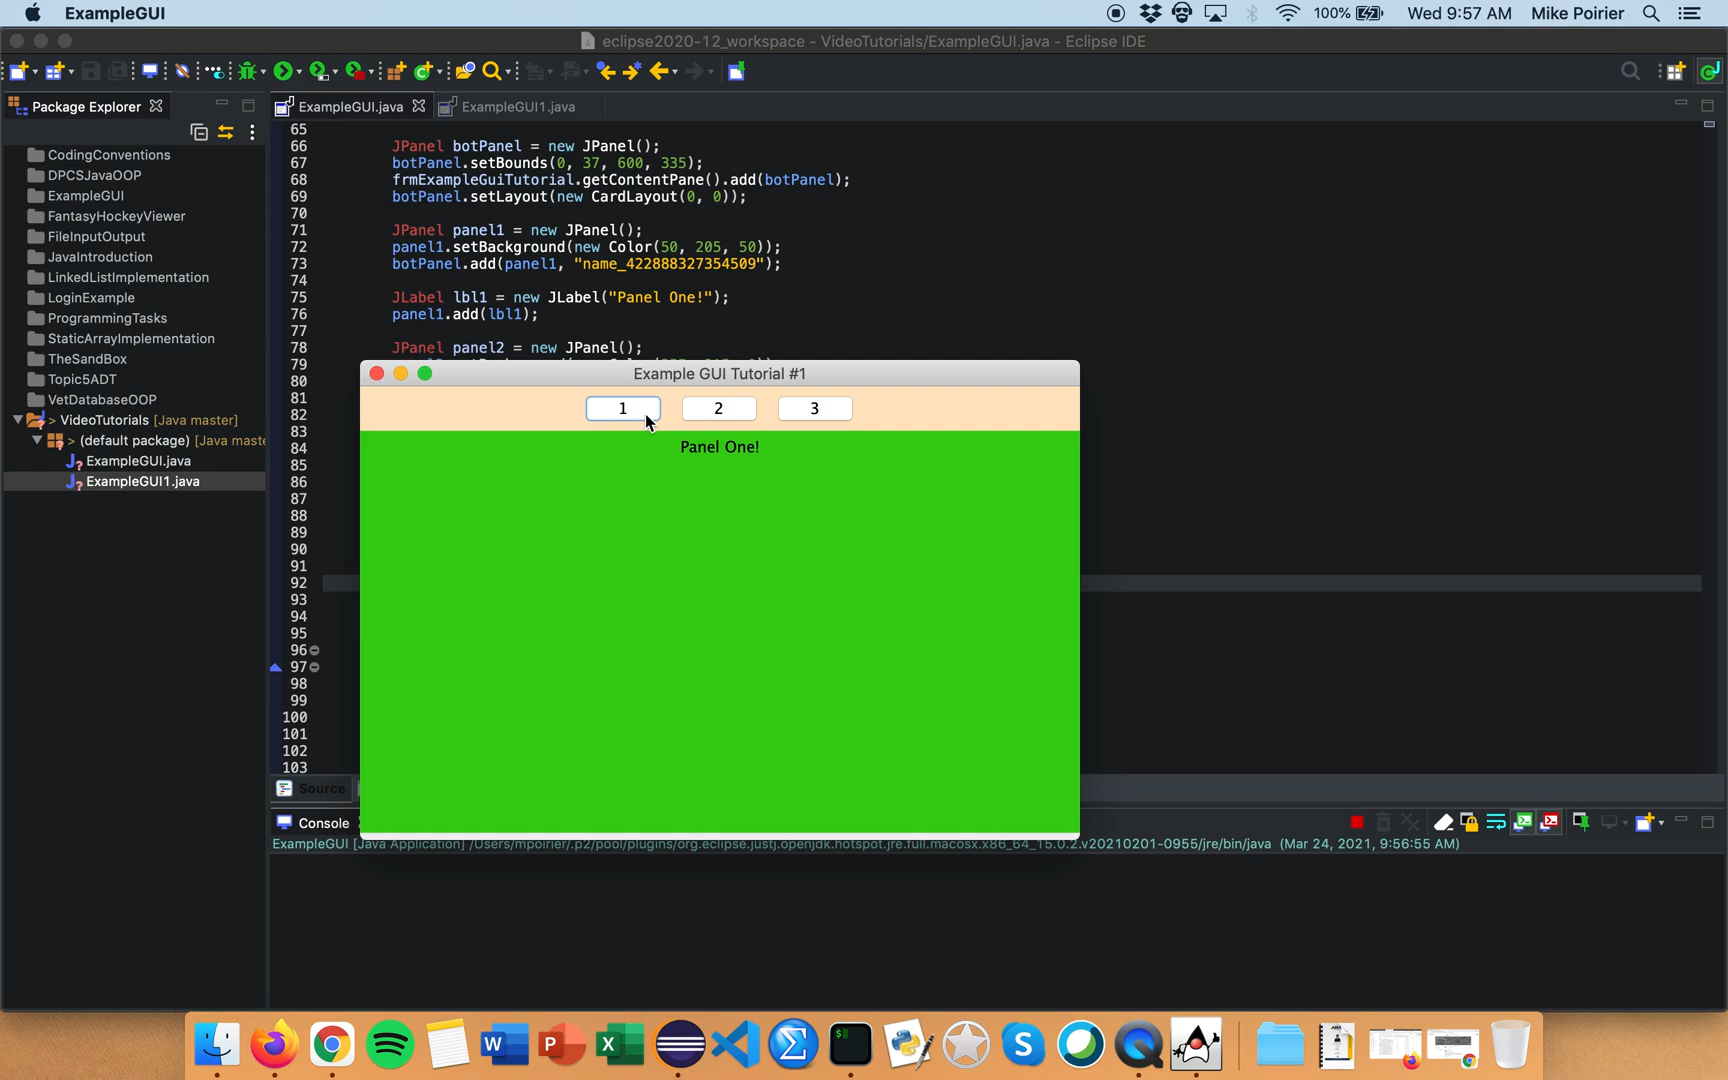 ExampleGUI
100%
Wed 9:57 AM
Mike Poirier
eclipse2020-12_workspace - VideoTutorials/ExampleGUI.java - Eclipse IDE
Package Explorer
ExampleGUI.java
ExampleGUI1.java
CodingConventions
DPCSJavaOOP
ExampleGUI
FantasyHockeyViewer
FileInputOutput
JavaIntroduction
LinkedListImplementation
LoginExample
ProgrammingTasks
StaticArrayImplementation
TheSandBox
Topic5ADT
VetDatabaseOOP
> VideoTutorials [Java master]
> (default package) [Java maste
ExampleGUI.java
ExampleGUI1.java
65
66 JPanel botPanel = new JPanel();
67 botPanel.setBounds(0, 37, 600, 335);
68 frmExampleGuiTutorial.getContentPane().add(botPanel);
69 botPanel.setLayout(new CardLayout(0, 0));
70
71 JPanel panel1 = new JPanel();
72 panel1.setBackground(new Color(50, 205, 50));
73 botPanel.add(panel1, "name_422888327354509");
74
75 JLabel lbl1 = new JLabel("Panel One!");
76 panel1.add(lbl1);
77
78 JPanel panel2 = new JPanel();
79
80
81
82
83
84
85
86
87
88
89
90
91
92
93
94
95
96
97
98
99
100
101
102
103
Example GUI Tutorial #1
1
2
3
Panel One!
Source
Console
ExampleGUI [Java Application] /Users/mpoirier/.p2/pool/plugins/org.eclipse.justj.openjdk.hotspot.jre.full.macosx.x86_64_15.0.2.v20210201-0955/jre/bin/java (Mar 24, 2021, 9:56:55 AM)
W
P
X
S